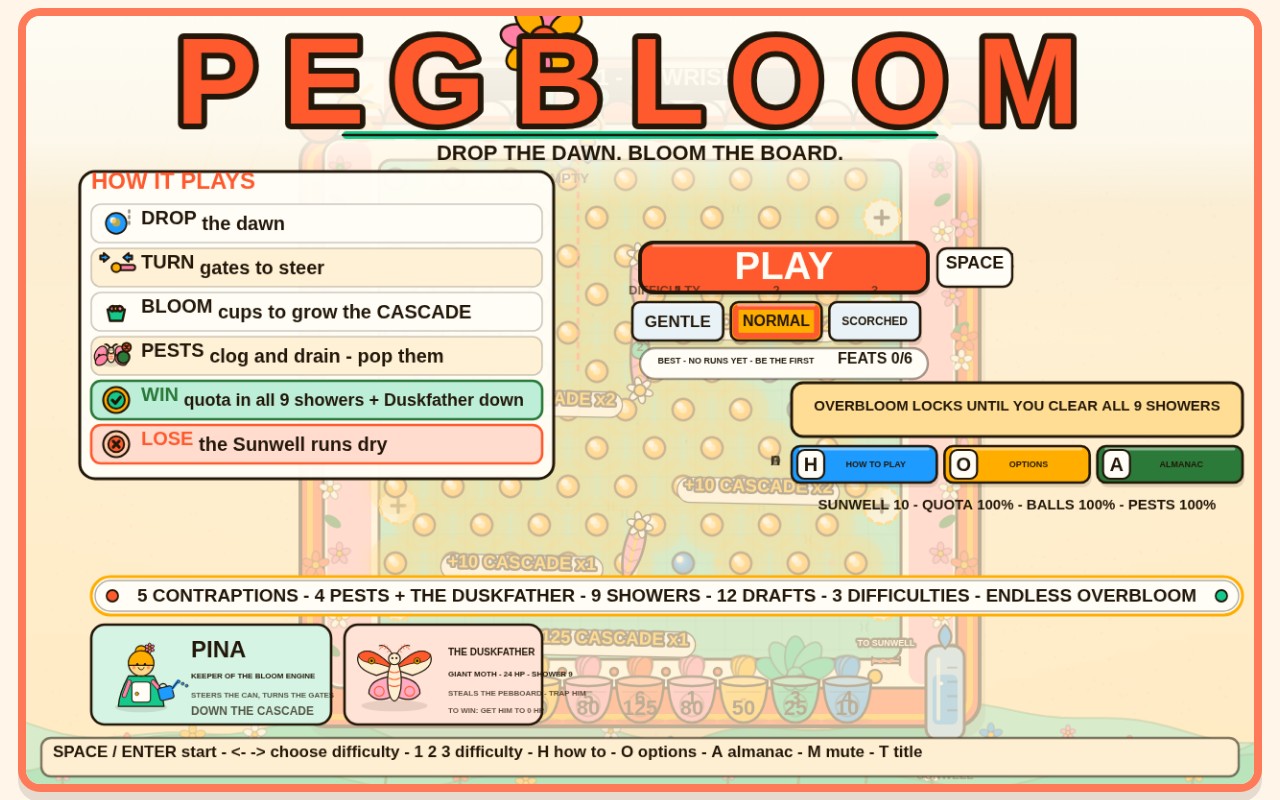 PEGBLOOM
DROP THE DAWN. BLOOM THE BOARD.
HOW IT PLAYS
DROP the dawn
TURN gates to steer
BLOOM cups to grow the CASCADE
PESTS clog and drain - pop them
WIN quota in all 9 showers + Duskfather down
LOSE the Sunwell runs dry
PLAY
SPACE
DIFFICULTY
GENTLE
NORMAL
SCORCHED
BEST - NO RUNS YET - BE THE FIRST
FEATS 0/6
OVERBLOOM LOCKS UNTIL YOU CLEAR ALL 9 SHOWERS
H HOW TO PLAY
O OPTIONS
A ALMANAC
CASCADE x2
+10 CASCADE x2
SUNWELL 10 - QUOTA 100% - BALLS 100% - PESTS 100%
+10 CASCADE x1
5 CONTRAPTIONS - 4 PESTS + THE DUSKFATHER - 9 SHOWERS - 12 DRAFTS - 3 DIFFICULTIES - ENDLESS OVERBLOOM
PINA
KEEPER OF THE BLOOM ENGINE
STEERS THE CAN, TURNS THE GATES
DOWN THE CASCADE
THE DUSKFATHER
GIANT MOTH - 24 HP - SHOWER 9
STEALS THE PEGBOARD - TRAP HIM
TO WIN: GET HIM TO 0 HP
125 CASCADE x1
TO SUNWELL
80 125 80 50 25 10
SPACE / ENTER start - <- -> choose difficulty - 1 2 3 difficulty - H how to - O options - A almanac - M mute - T title